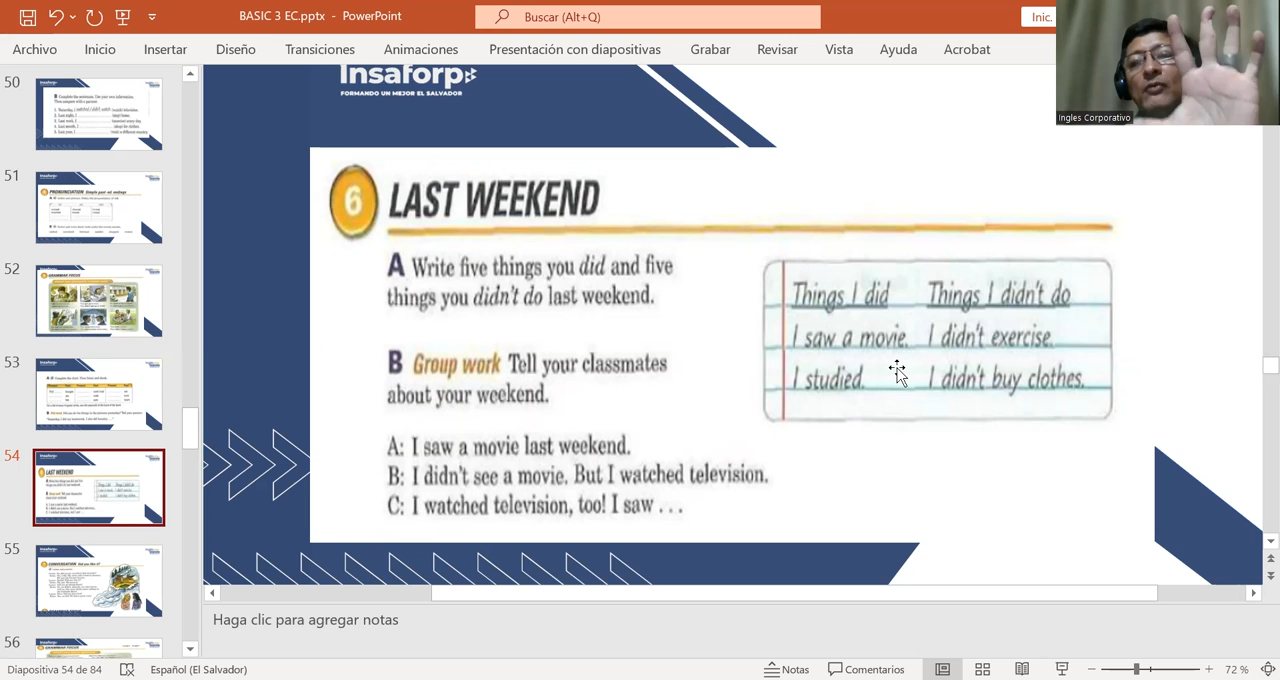 BASIC 3 EC.pptx - PowerPoint
Buscar (Alt+Q)
Inic.
Archivo Inicio Insertar Diseño Transiciones Animaciones Presentación con diapositivas Grabar Revisar Vista Ayuda Acrobat
Ingles Corporativo
50
51
52
53
54
55
56
Insaforp
FORMANDO UN MEJOR EL SALVADOR
6 LAST WEEKEND
A Write five things you did and five
things you didn't do last weekend.
B Group work Tell your classmates
about your weekend.
A: I saw a movie last weekend.
B: I didn't see a movie. But I watched television.
C: I watched television, too! I saw . . .
Things I did Things I didn't do
I saw a movie. I didn't exercise.
I studied. I didn't buy clothes.
Haga clic para agregar notas
Diapositiva 54 de 84 Español (El Salvador) Notas Comentarios 72 %